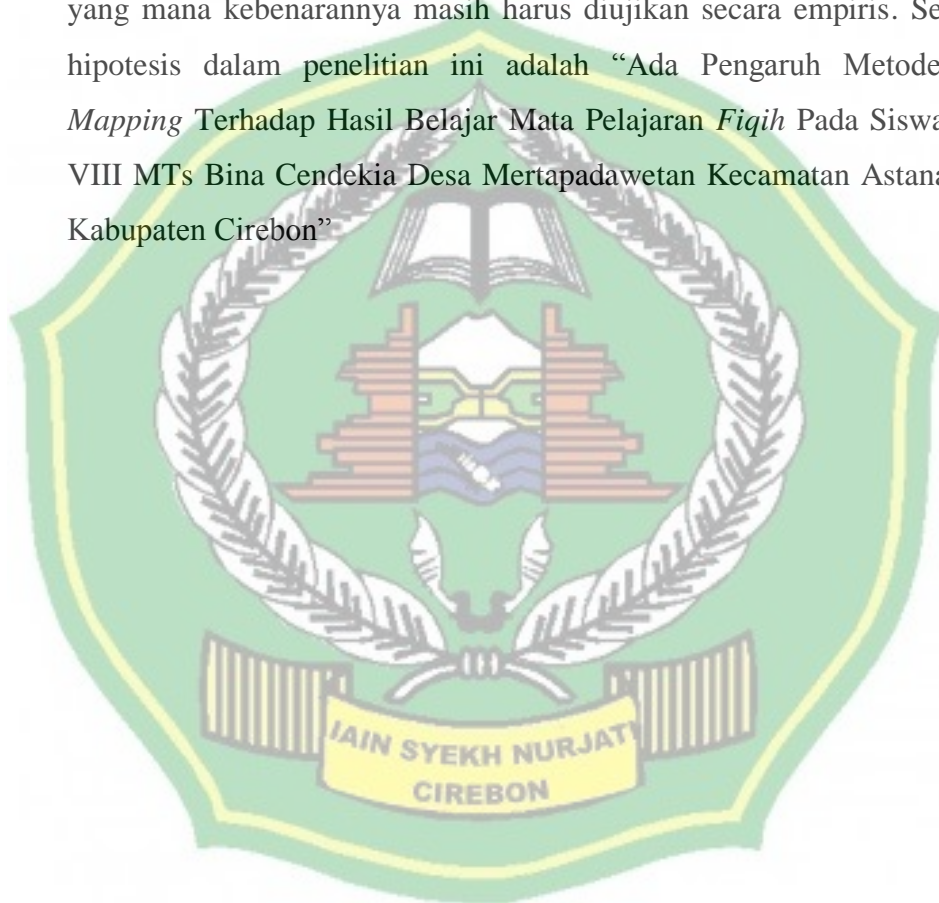 yang mana kebenarannya masih harus diujikan secara empiris. Se
hipotesis dalam penelitian ini adalah “Ada Pengaruh Metode
Mapping Terhadap Hasil Belajar Mata Pelajaran Fiqih Pada Siswa
VIII MTs Bina Cendekia Desa Mertapadawetan Kecamatan Astana
Kabupaten Cirebon”
IAIN SYEKH NURJATI
CIREBON